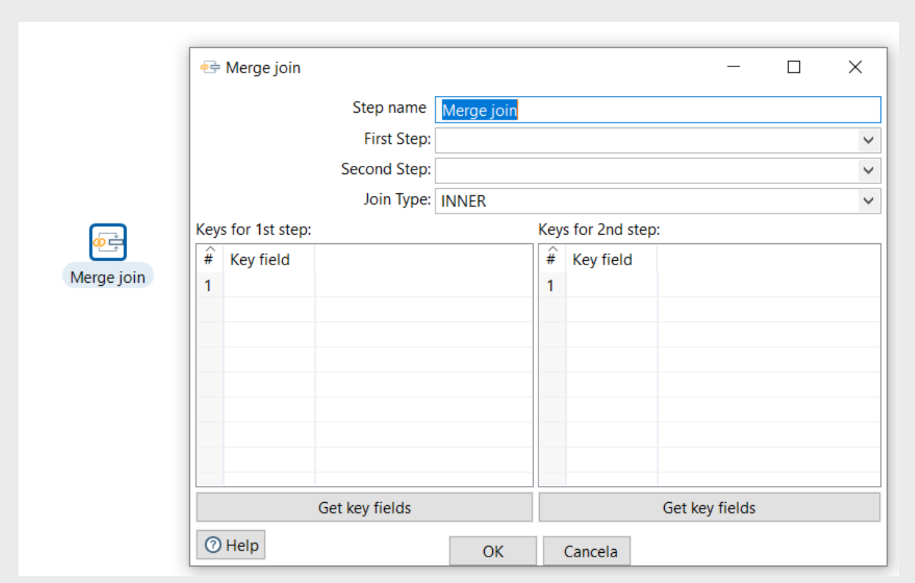 Merge join
Step name Merge join
First Step:
Second Step:
Join Type: INNER
Keys for 1st step: Keys for 2nd step:
# Key field # Key field
1 1
Merge join
Get key fields Get key fields
Help
OK Cancela